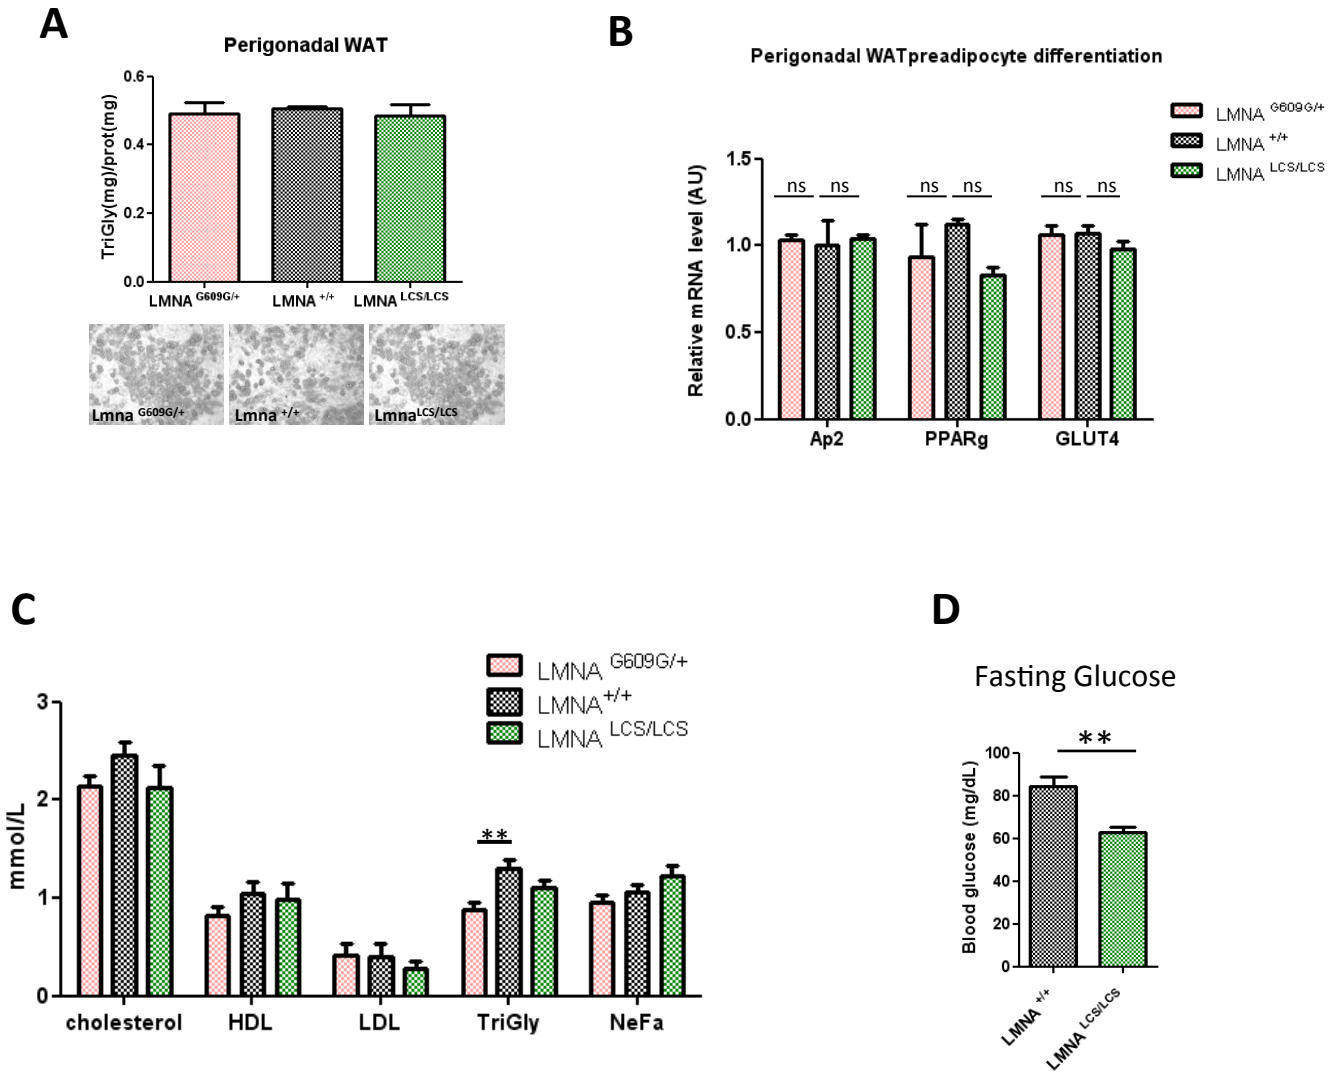 A
Perigonadal WAT
TriGly(mg)/prot(mg)
0.6
0.4
0.2
0.0
LMNA G609G/+
LMNA +/+
LMNA LCS/LCS
Lmna G609G/+
Lmna +/+
Lmna LCS/LCS
B
Perigonadal WATpreadipocyte differentiation
LMNA G609G/+
LMNA +/+
LMNA LCS/LCS
Relative mRNA level (AU)
1.5
1.0
0.5
0.0
ns ns ns ns ns ns
Ap2 PPARg GLUT4
C
LMNA G609G/+
LMNA +/+
LMNA LCS/LCS
mmol/L
3
2
1
0
**
cholesterol HDL LDL TriGly NeFa
D
Fasting Glucose
Blood glucose (mg/dL)
100
80
60
40
20
0
**
LMNA +/+
LMNA LCS/LCS